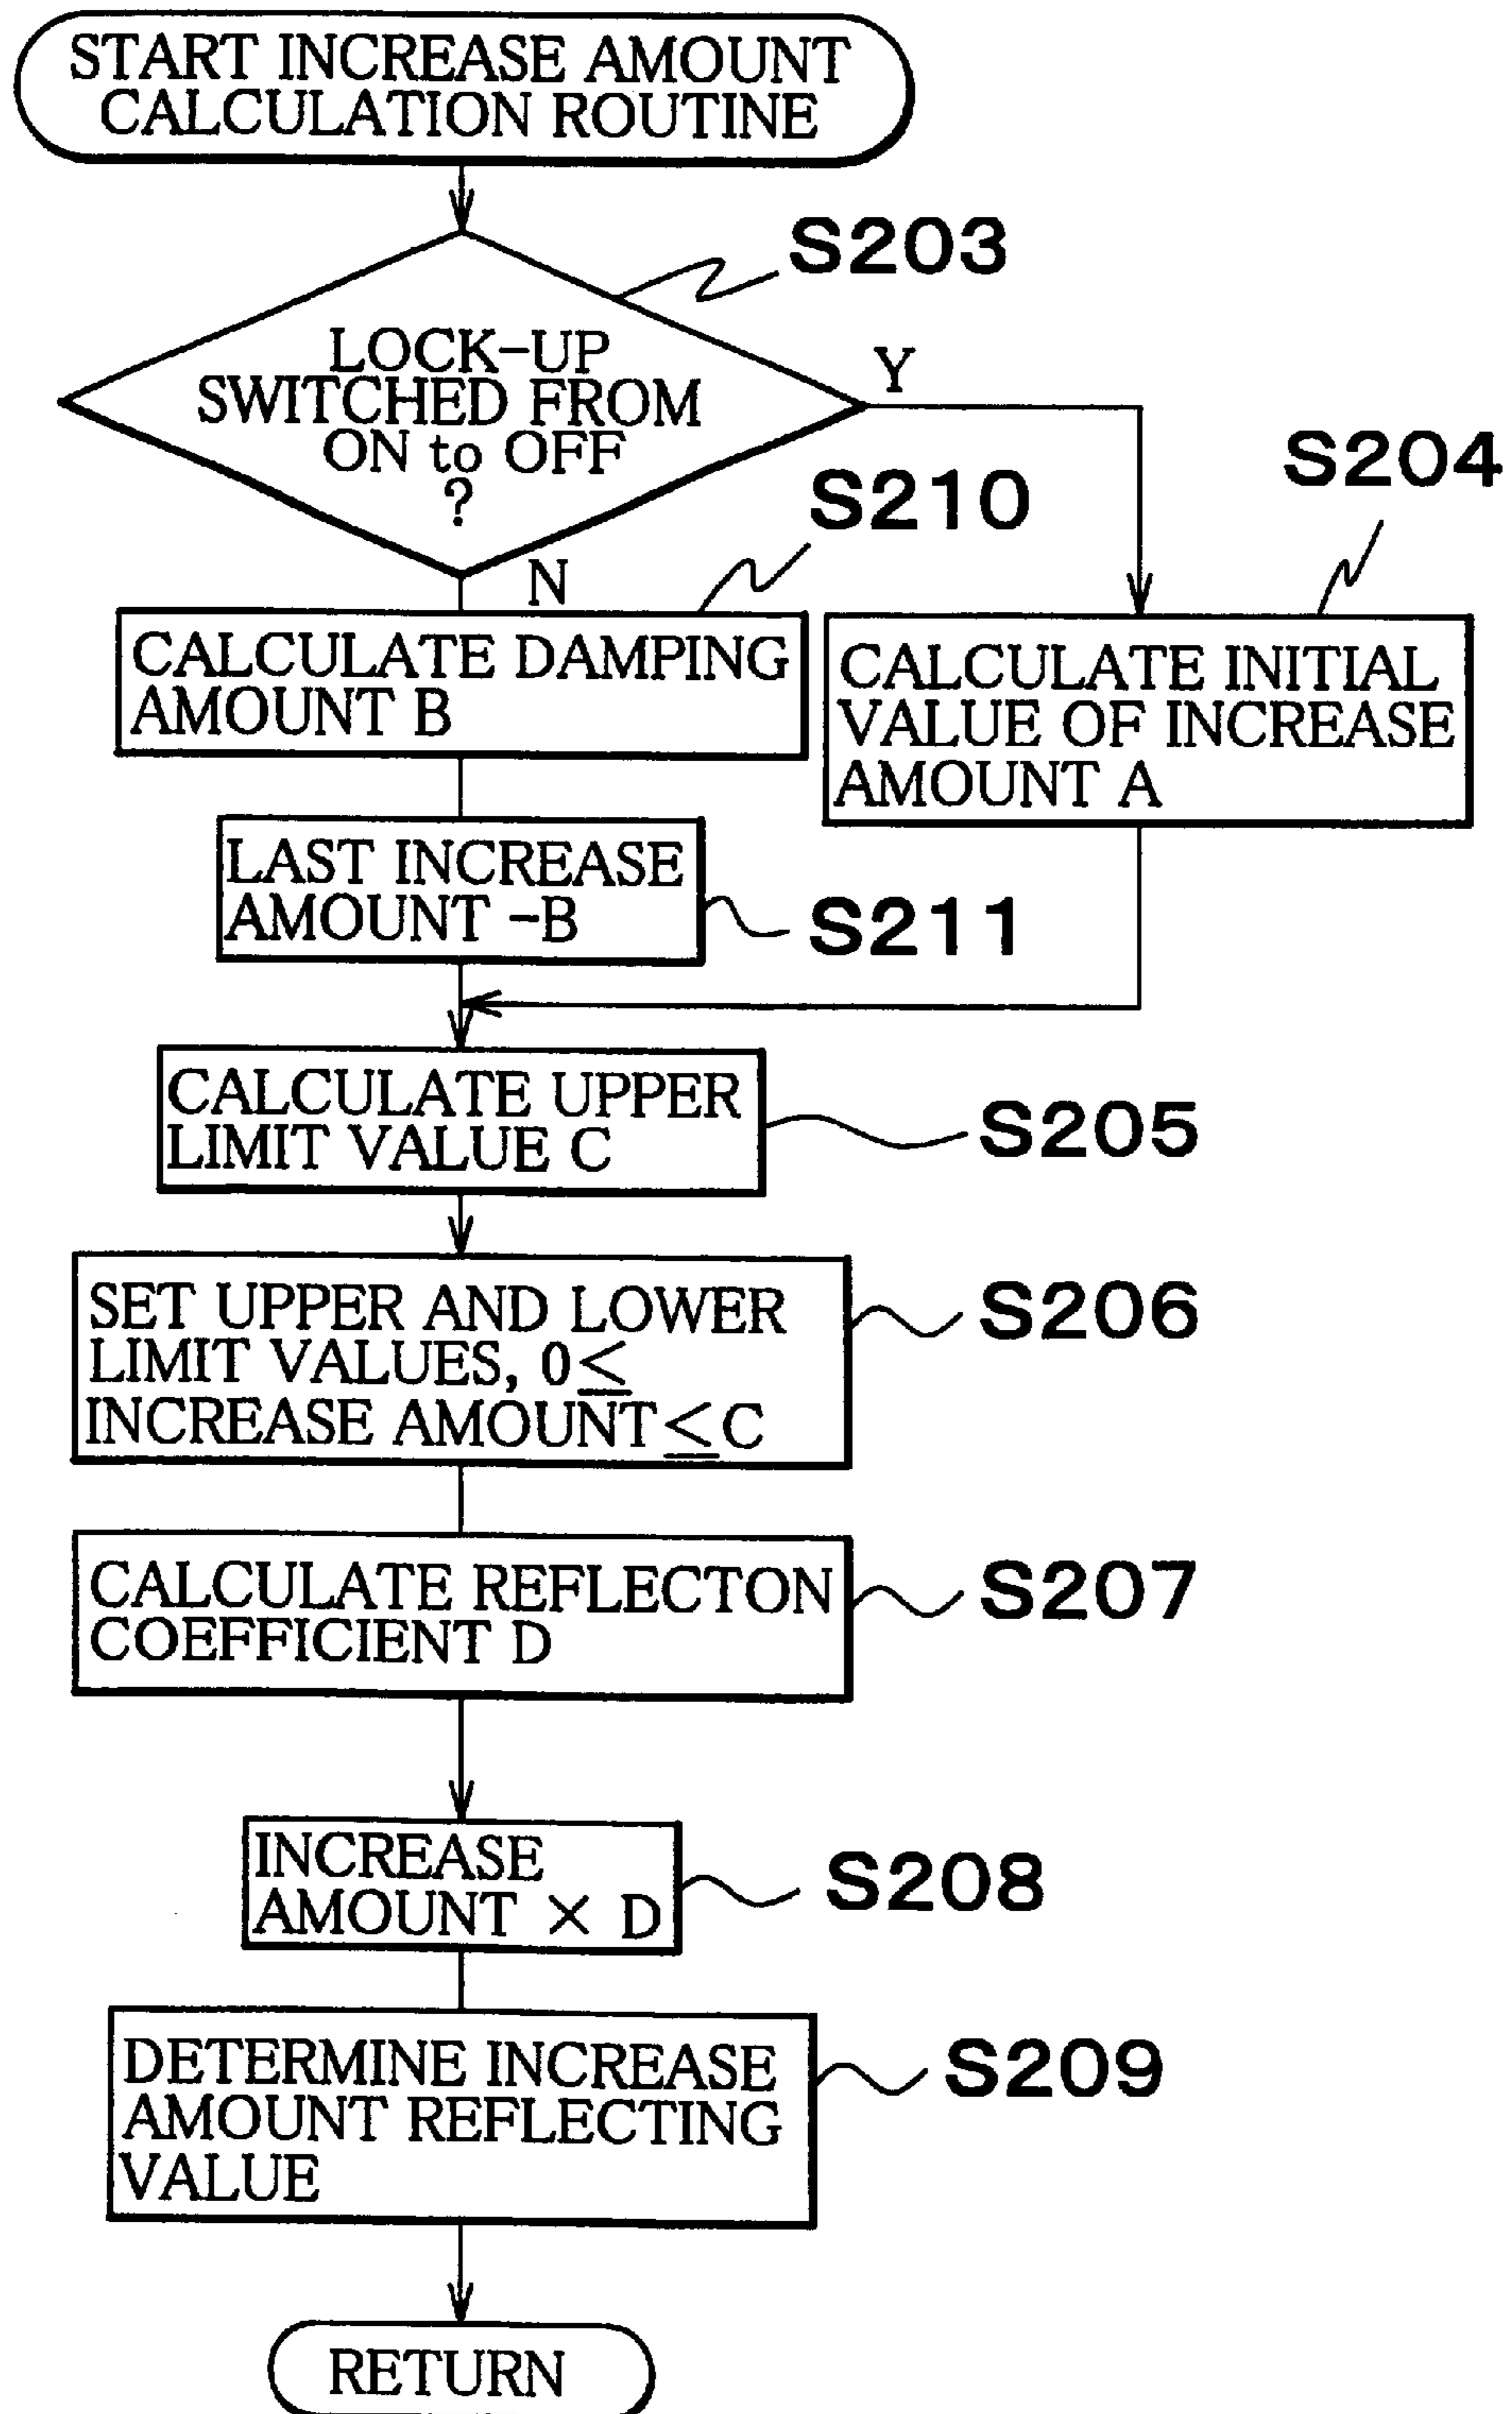 START INCREASE AMOUNT
CALCULATION ROUTINE
S203
LOCK-UP
SWITCHED FROM
ON to OFF
?
Y
N
S204
S210
CALCULATE DAMPING
AMOUNT B
CALCULATE INITIAL
VALUE OF INCREASE
AMOUNT A
LAST INCREASE
AMOUNT -B
S211
CALCULATE UPPER
LIMIT VALUE C
S205
SET UPPER AND LOWER
LIMIT VALUES, 0≤
INCREASE AMOUNT≤C
S206
CALCULATE REFLECTON
COEFFICIENT D
S207
INCREASE
AMOUNT × D
S208
DETERMINE INCREASE
AMOUNT REFLECTING
VALUE
S209
RETURN